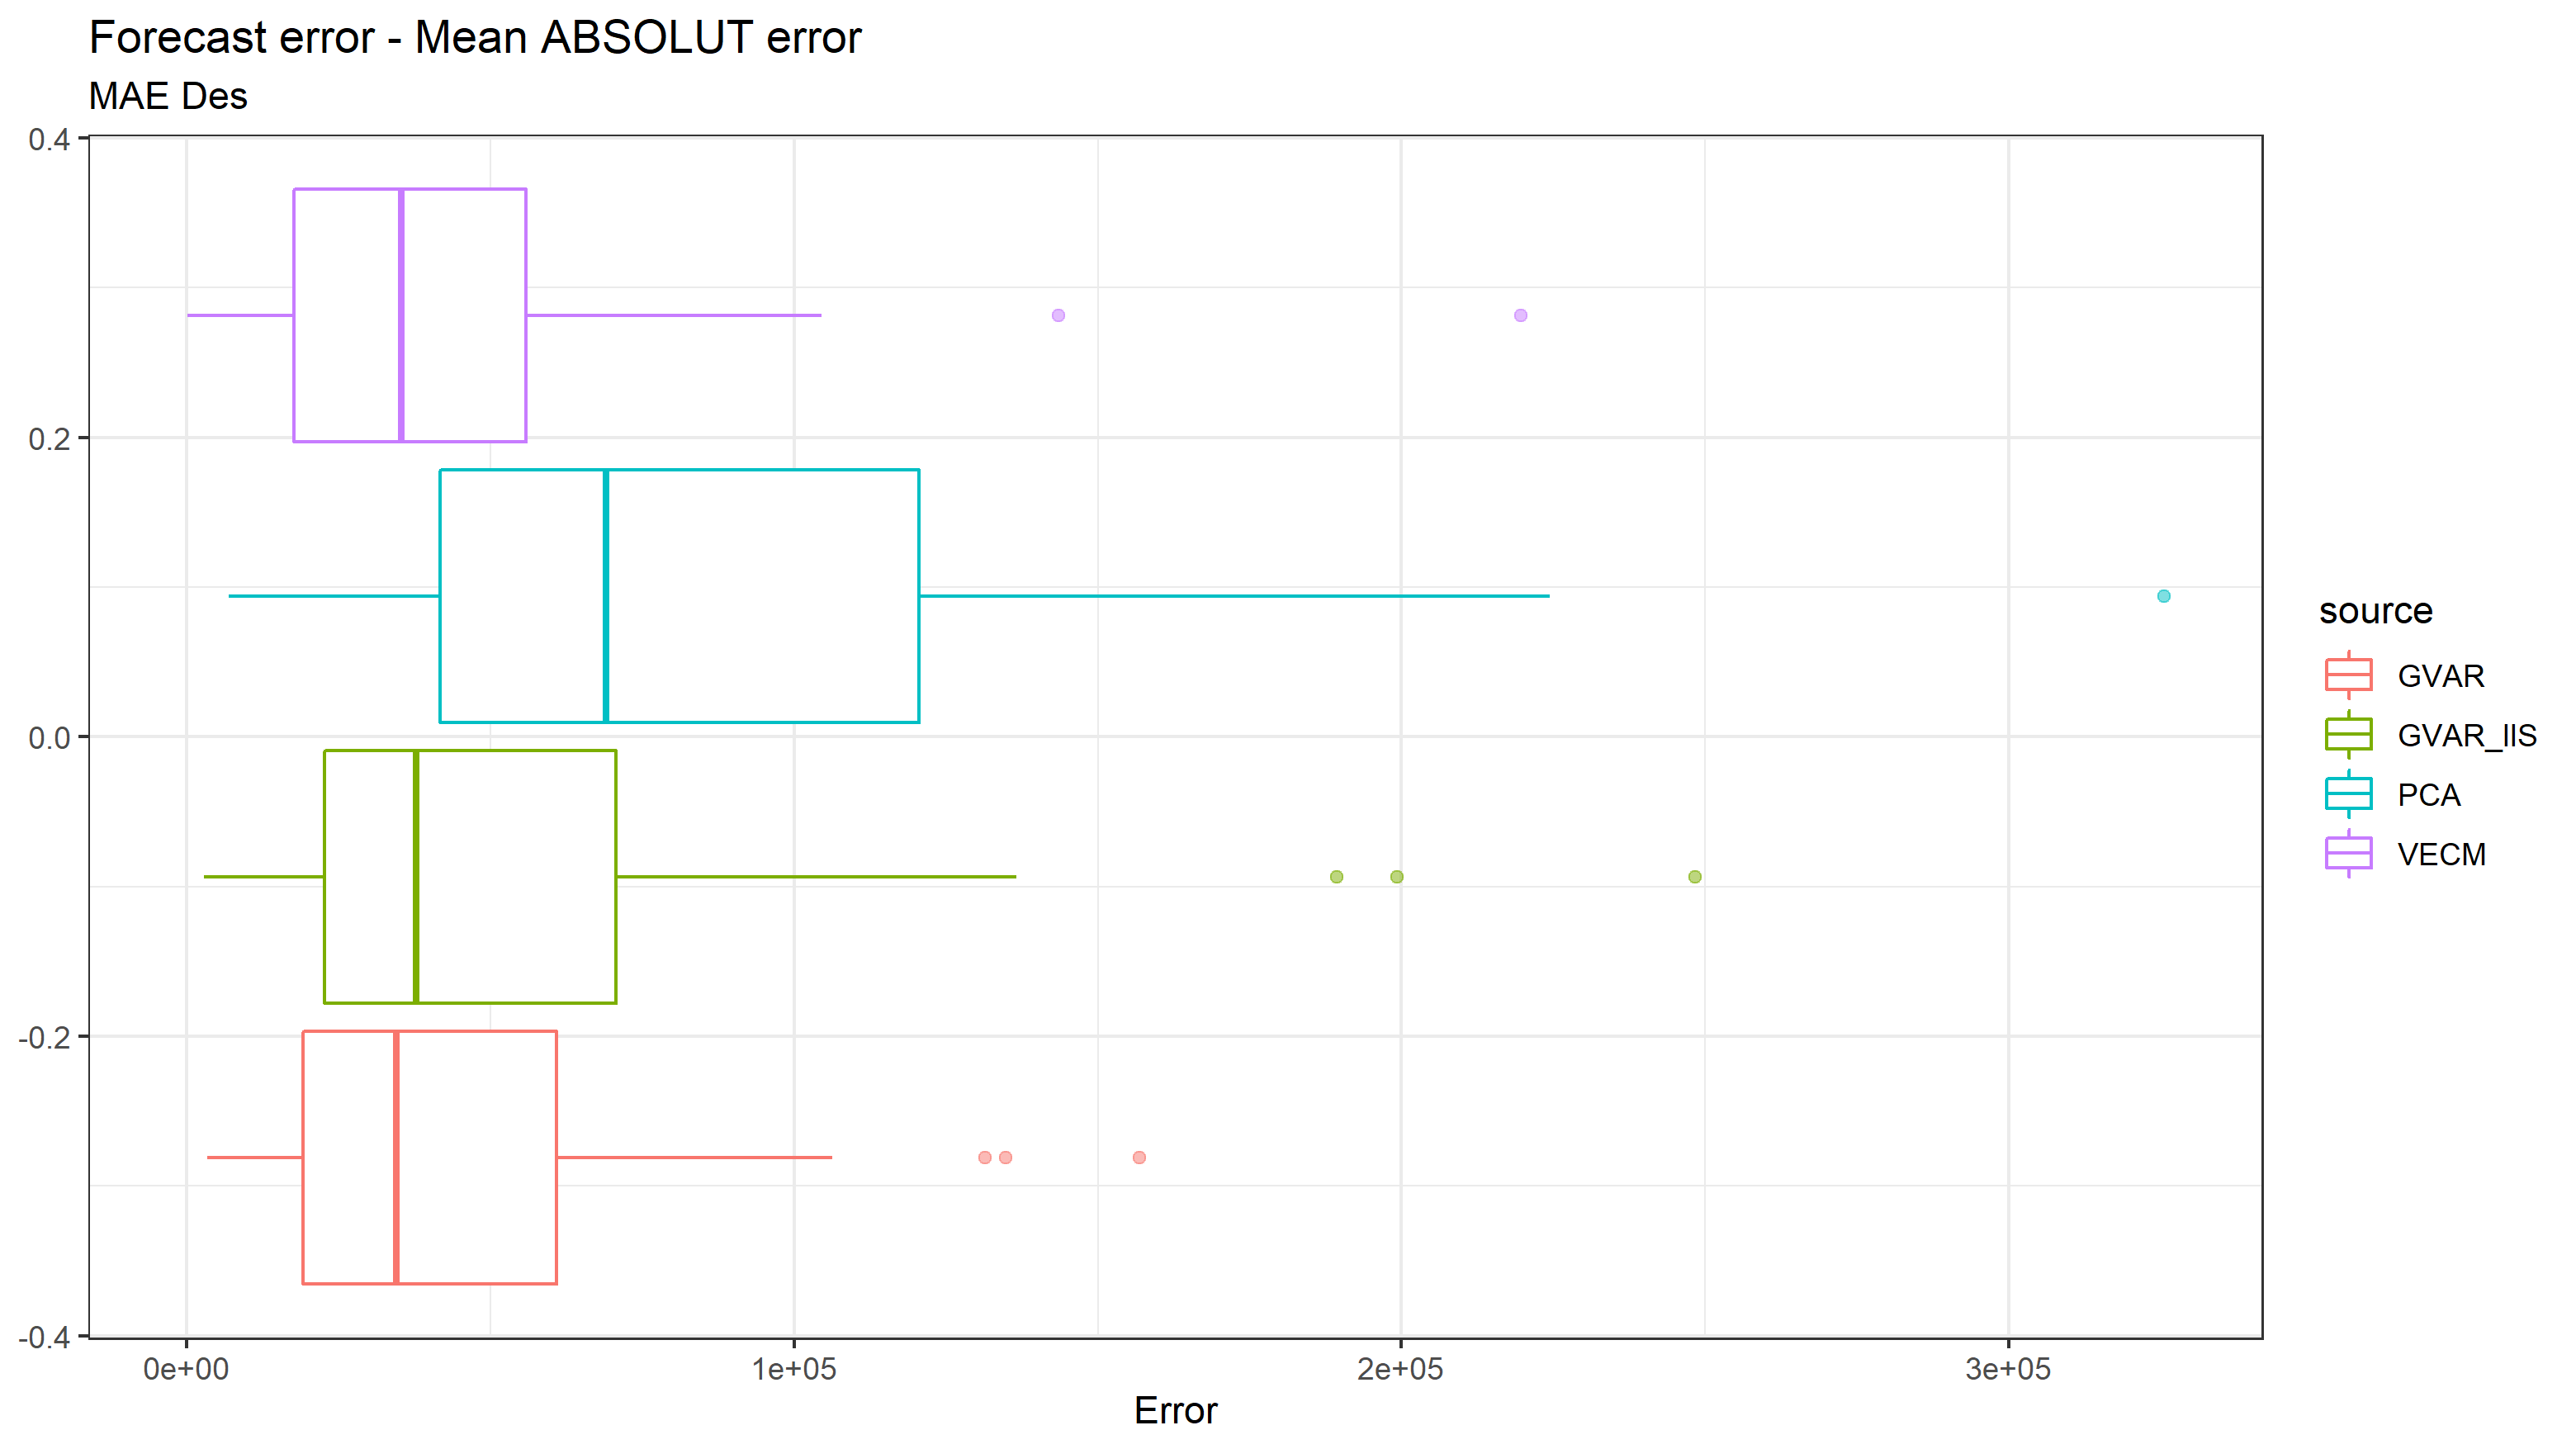 Forecast error - Mean ABSOLUT error
MAE Des
0.4
0.2
0.0
-0.2
-0.4
0e+00
1e+05
2e+05
3e+05
Error
source
GVAR
GVAR_IIS
PCA
VECM